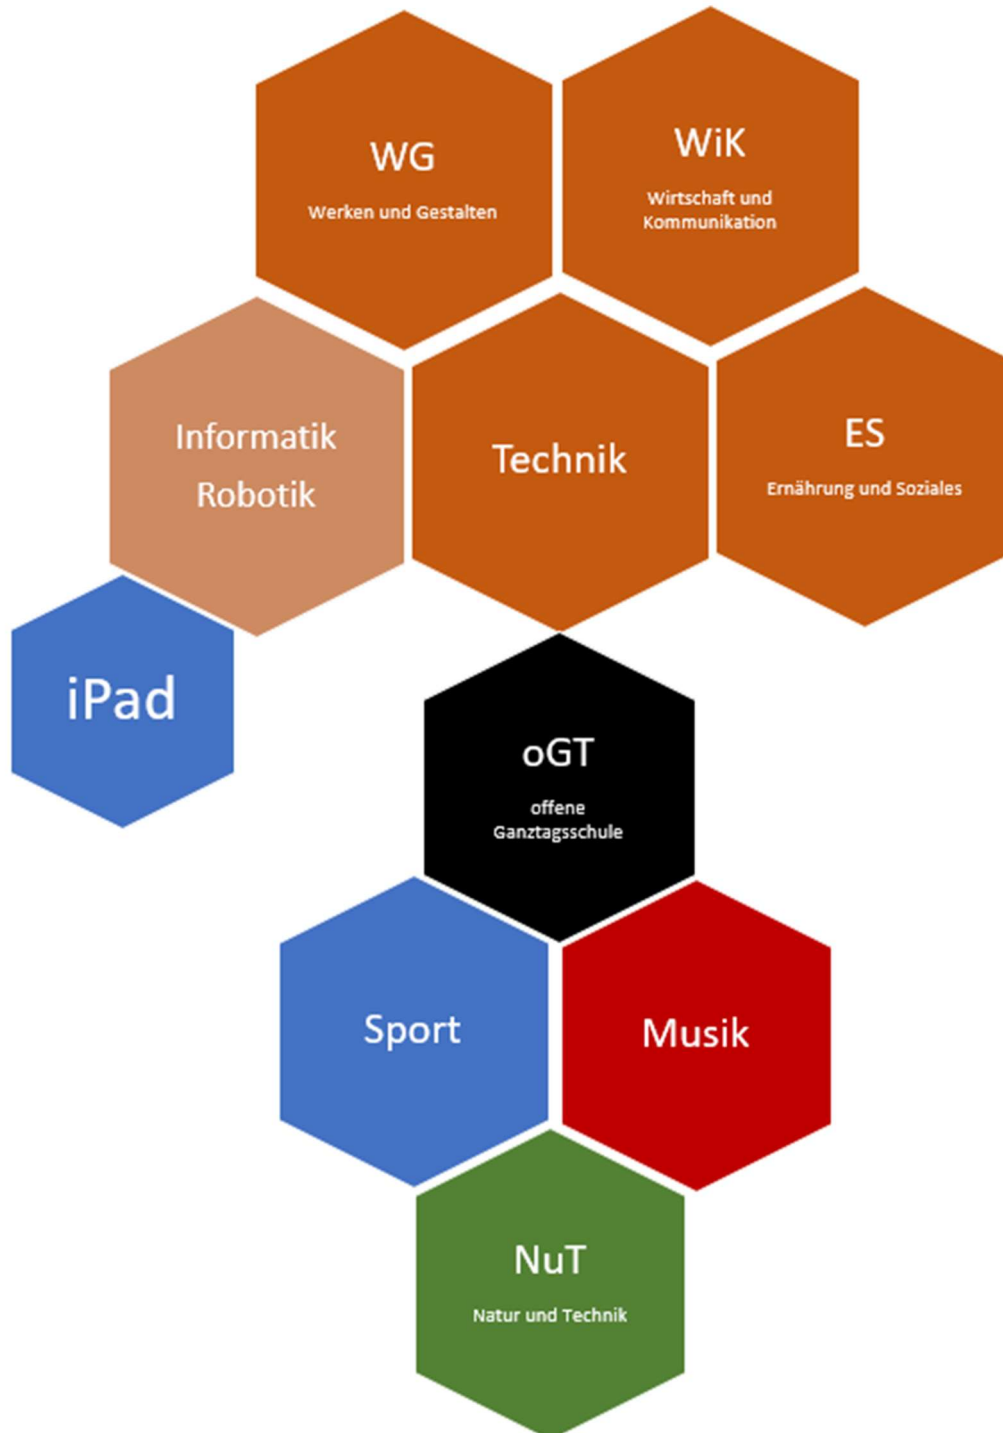 WG
Werken und Gestalten
WiK
Wirtschaft und
Kommunikation
Informatik
Robotik
Technik
ES
Ernährung und Soziales
iPad
oGT
offene
Ganztagsschule
Sport
Musik
NuT
Natur und Technik